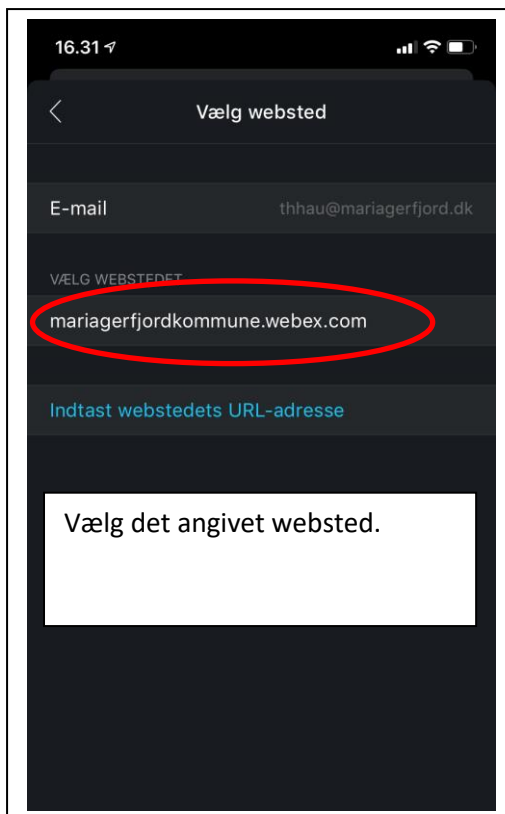 16.31
Vælg websted
E-mail thhau@mariagerfjord.dk
VÆLG WEBSTEDET
mariagerfjordkommune.webex.com
Indtast webstedets URL-adresse
Vælg det angivet websted.